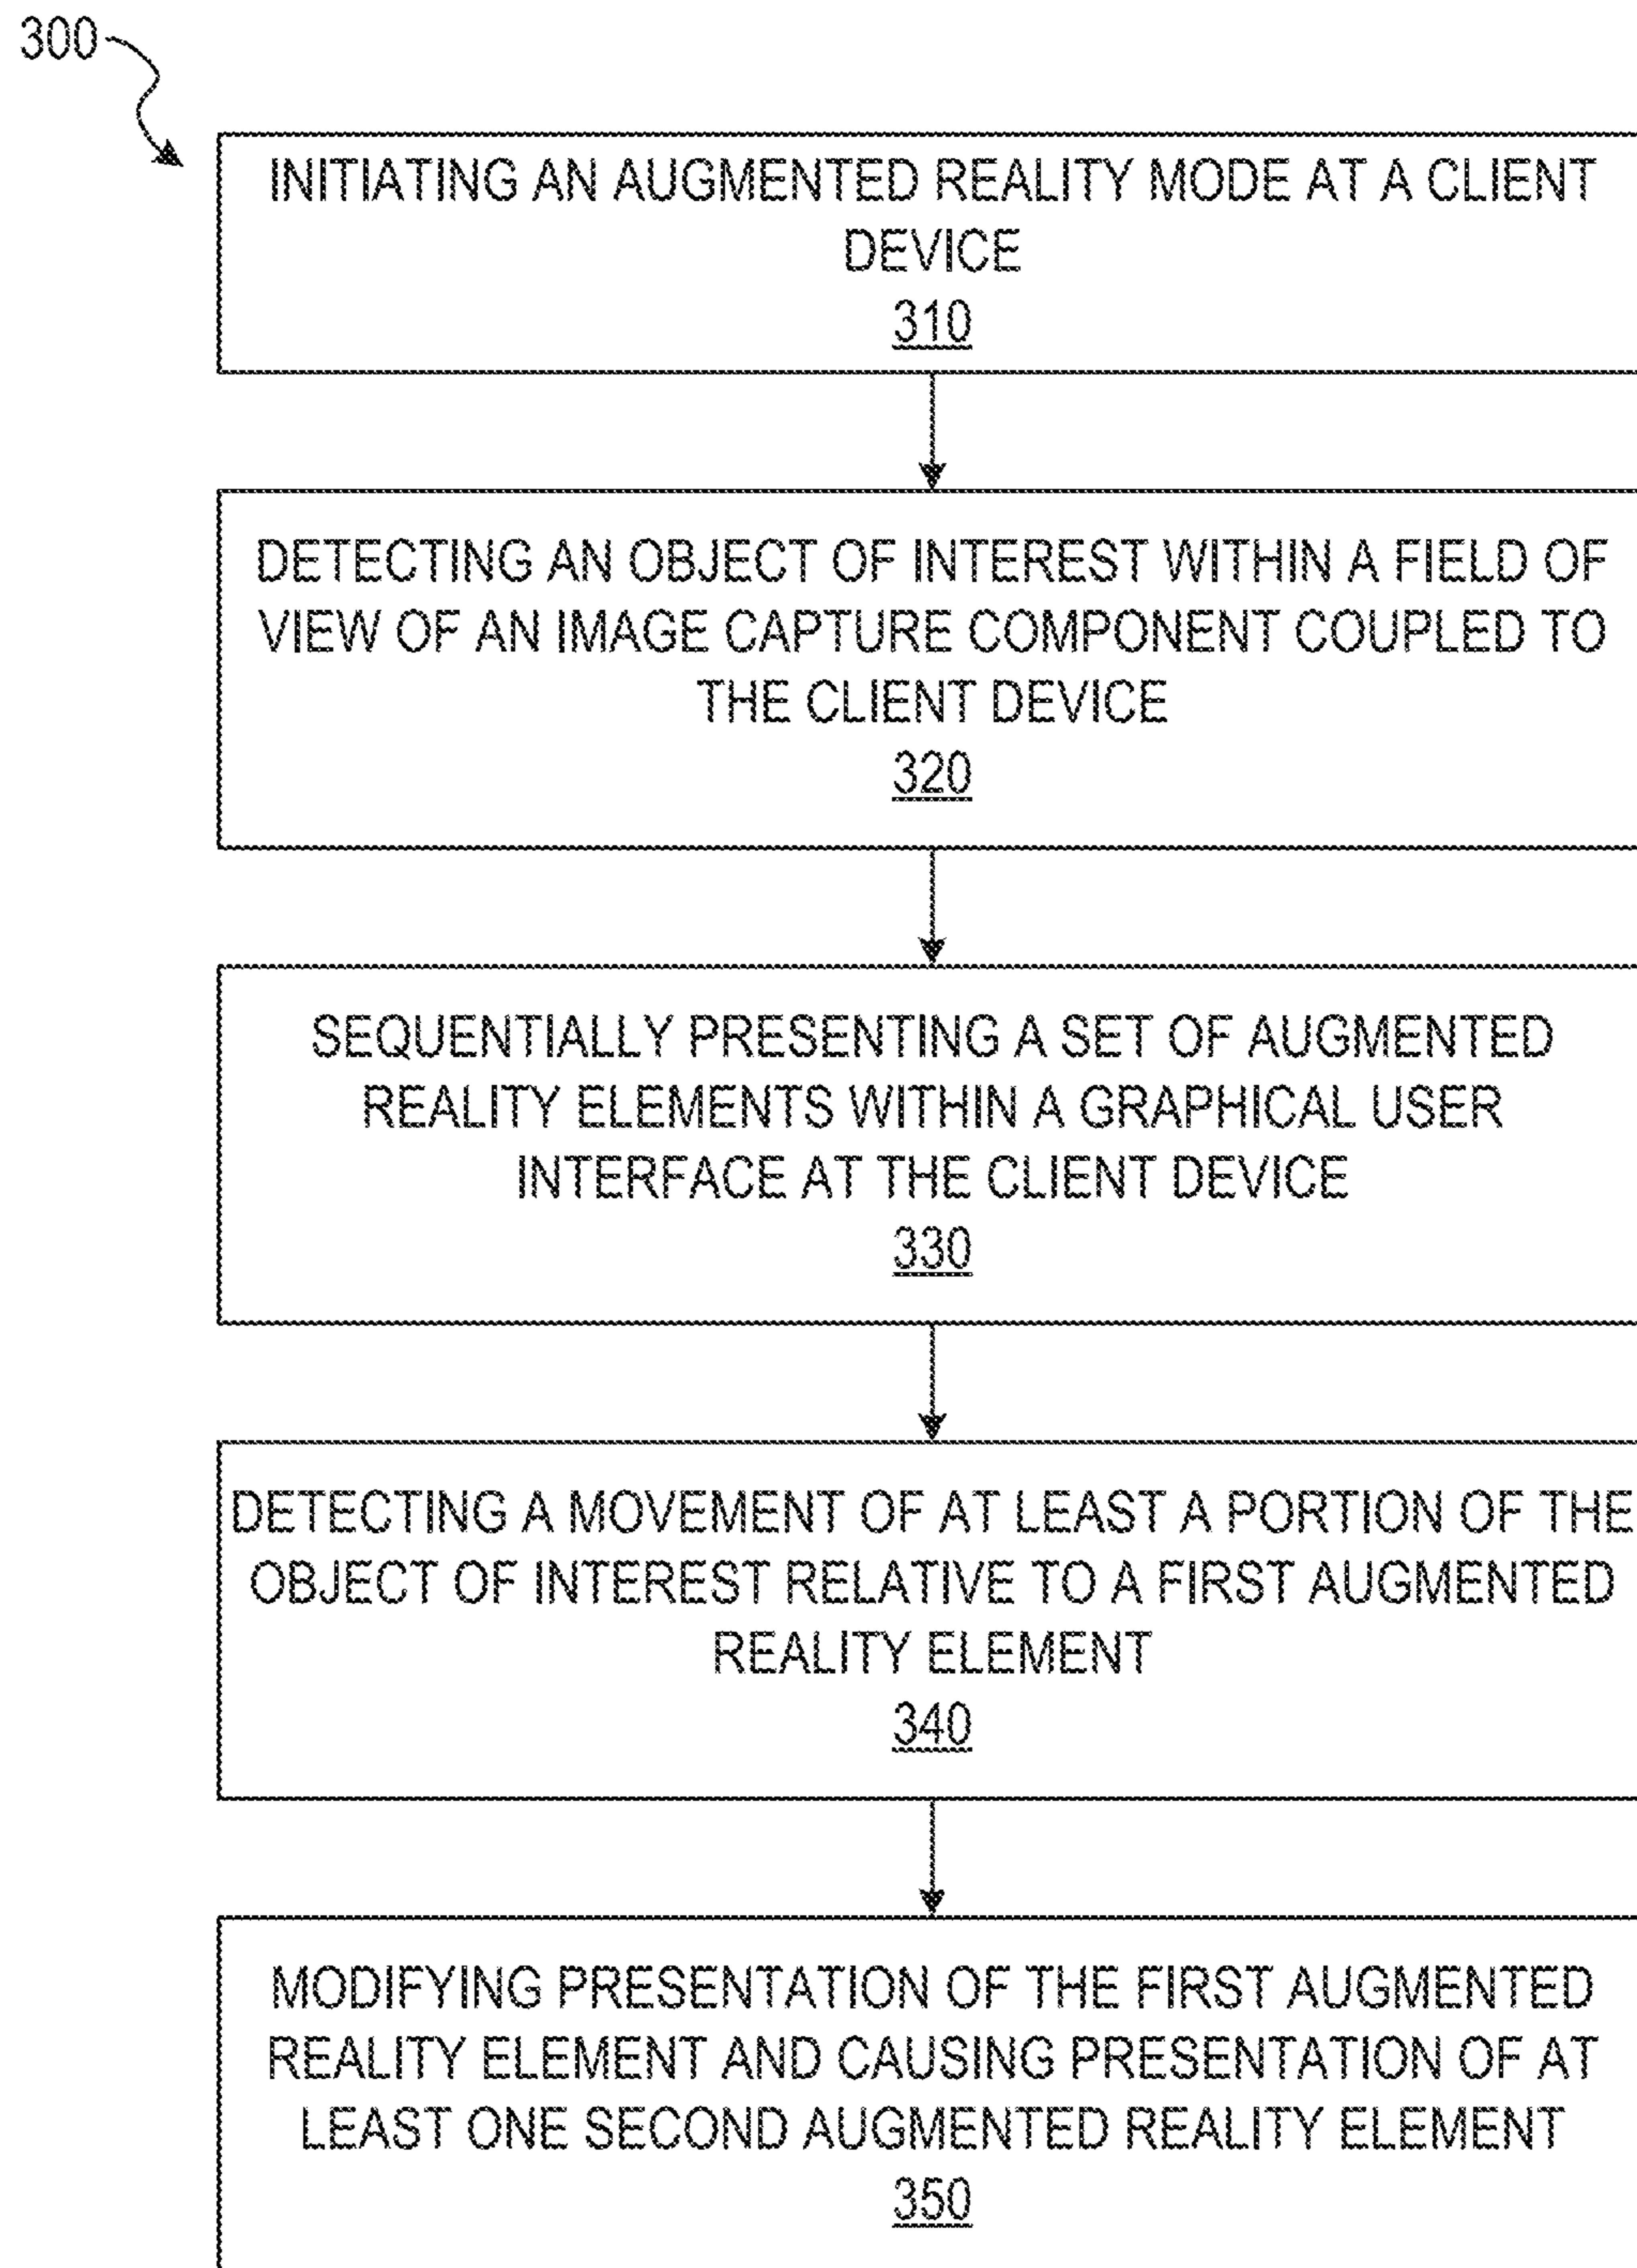 300
INITIATING AN AUGMENTED REALITY MODE AT A CLIENT
DEVICE
310
DETECTING AN OBJECT OF INTEREST WITHIN A FIELD OF
VIEW OF AN IMAGE CAPTURE COMPONENT COUPLED TO
THE CLIENT DEVICE
320
SEQUENTIALLY PRESENTING A SET OF AUGMENTED
REALITY ELEMENTS WITHIN A GRAPHICAL USER
INTERFACE AT THE CLIENT DEVICE
330
DETECTING A MOVEMENT OF AT LEAST A PORTION OF THE
OBJECT OF INTEREST RELATIVE TO A FIRST AUGMENTED
REALITY ELEMENT
340
MODIFYING PRESENTATION OF THE FIRST AUGMENTED
REALITY ELEMENT AND CAUSING PRESENTATION OF AT
LEAST ONE SECOND AUGMENTED REALITY ELEMENT
350